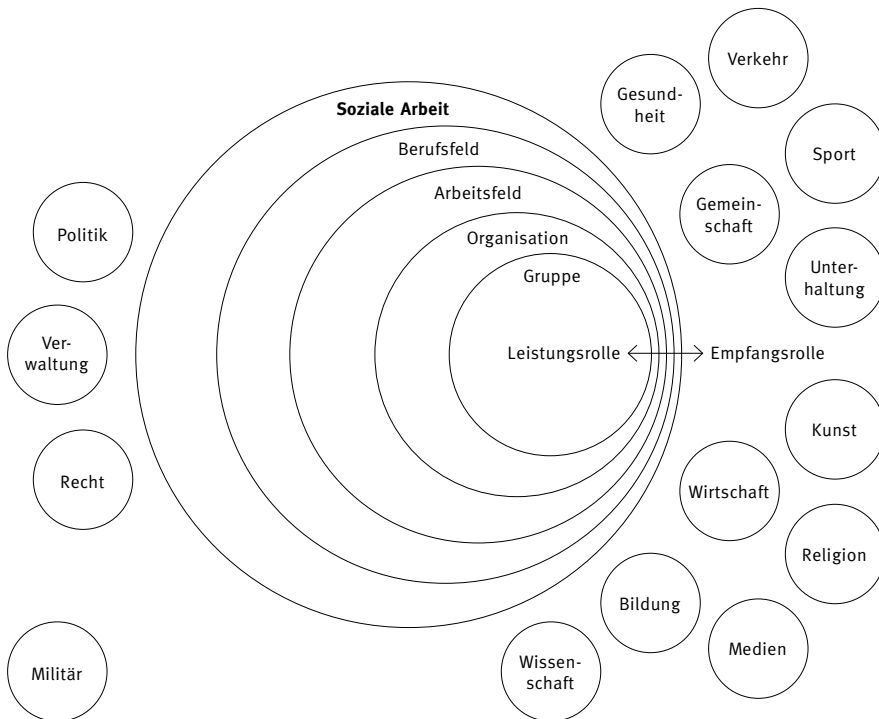 Verkehr
Gesund-
heit
Soziale Arbeit
Berufsfeld
Sport
Arbeitsfeld
Gemein-
schaft
Politik
Organisation
Unter-
haltung
Gruppe
Ver-
waltung
Leistungsrolle
Empfangsrolle
Kunst
Recht
Wirtschaft
Religion
Bildung
Medien
Militär
Wissen-
schaft